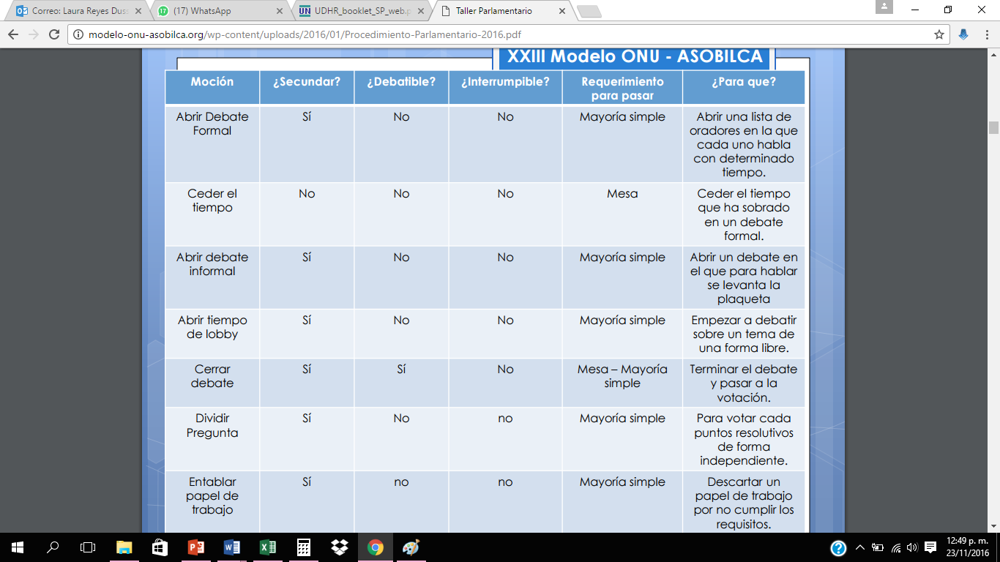 Correo: Laura Reyes Duss
(17) WhatsApp
UDHR_booklet_SP_web.p
Taller Parlamentario
modelo-onu-asobilca.org/wp-content/uploads/2016/01/Procedimiento-Parlamentario-2016.pdf
XXIII Modelo ONU - ASOBILCA
Moción ¿Secundar? ¿Debatible? ¿Interrumpible? Requerimiento para pasar ¿Para que?
Abrir Debate
Formal
Sí
No
No
Mayoría simple
Abrir una lista de
oradores en la que
cada uno habla
con determinado
tiempo.
Ceder el
tiempo
No
No
No
Mesa
Ceder el tiempo
que ha sobrado
en un debate
formal.
Abrir debate
informal
Sí
No
No
Mayoría simple
Abrir un debate en
el que para hablar
se levanta la
plaqueta
Abrir tiempo
de lobby
Sí
No
No
Mayoría simple
Empezar a debatir
sobre un tema de
una forma libre.
Cerrar
debate
Sí
Sí
No
Mesa – Mayoría
simple
Terminar el debate
y pasar a la
votación.
Dividir
Pregunta
Sí
No
no
Mayoría simple
Para votar cada
puntos resolutivos
de forma
independiente.
Entablar
papel de
trabajo
Sí
no
no
Mayoría simple
Descartar un
papel de trabajo
por no cumplir los
requisitos.
12:49 p. m.
23/11/2016